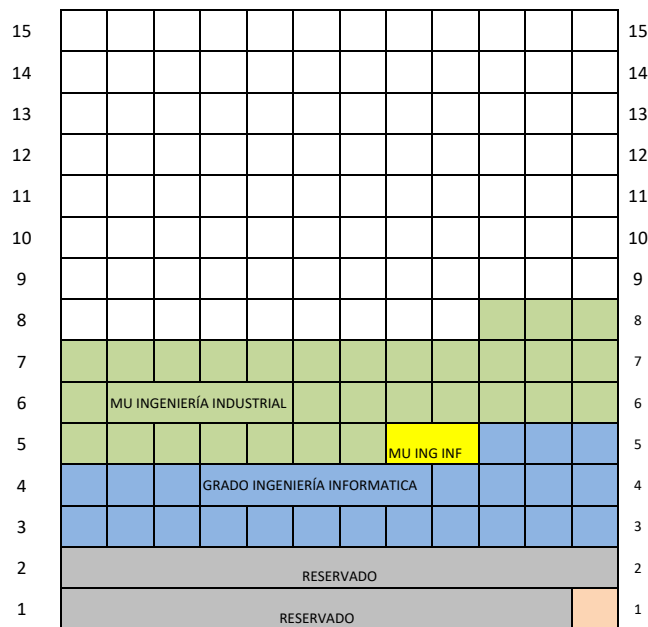 15 15
14 14
13 13
12 12
11 11
10 10
9 9
8 8
7 7
6 MU INGENIERÍA INDUSTRIAL 6
5 MU ING INF 5
4 GRADO INGENIERÍA INFORMATICA 4
3 3
2 RESERVADO 2
1 RESERVADO 1